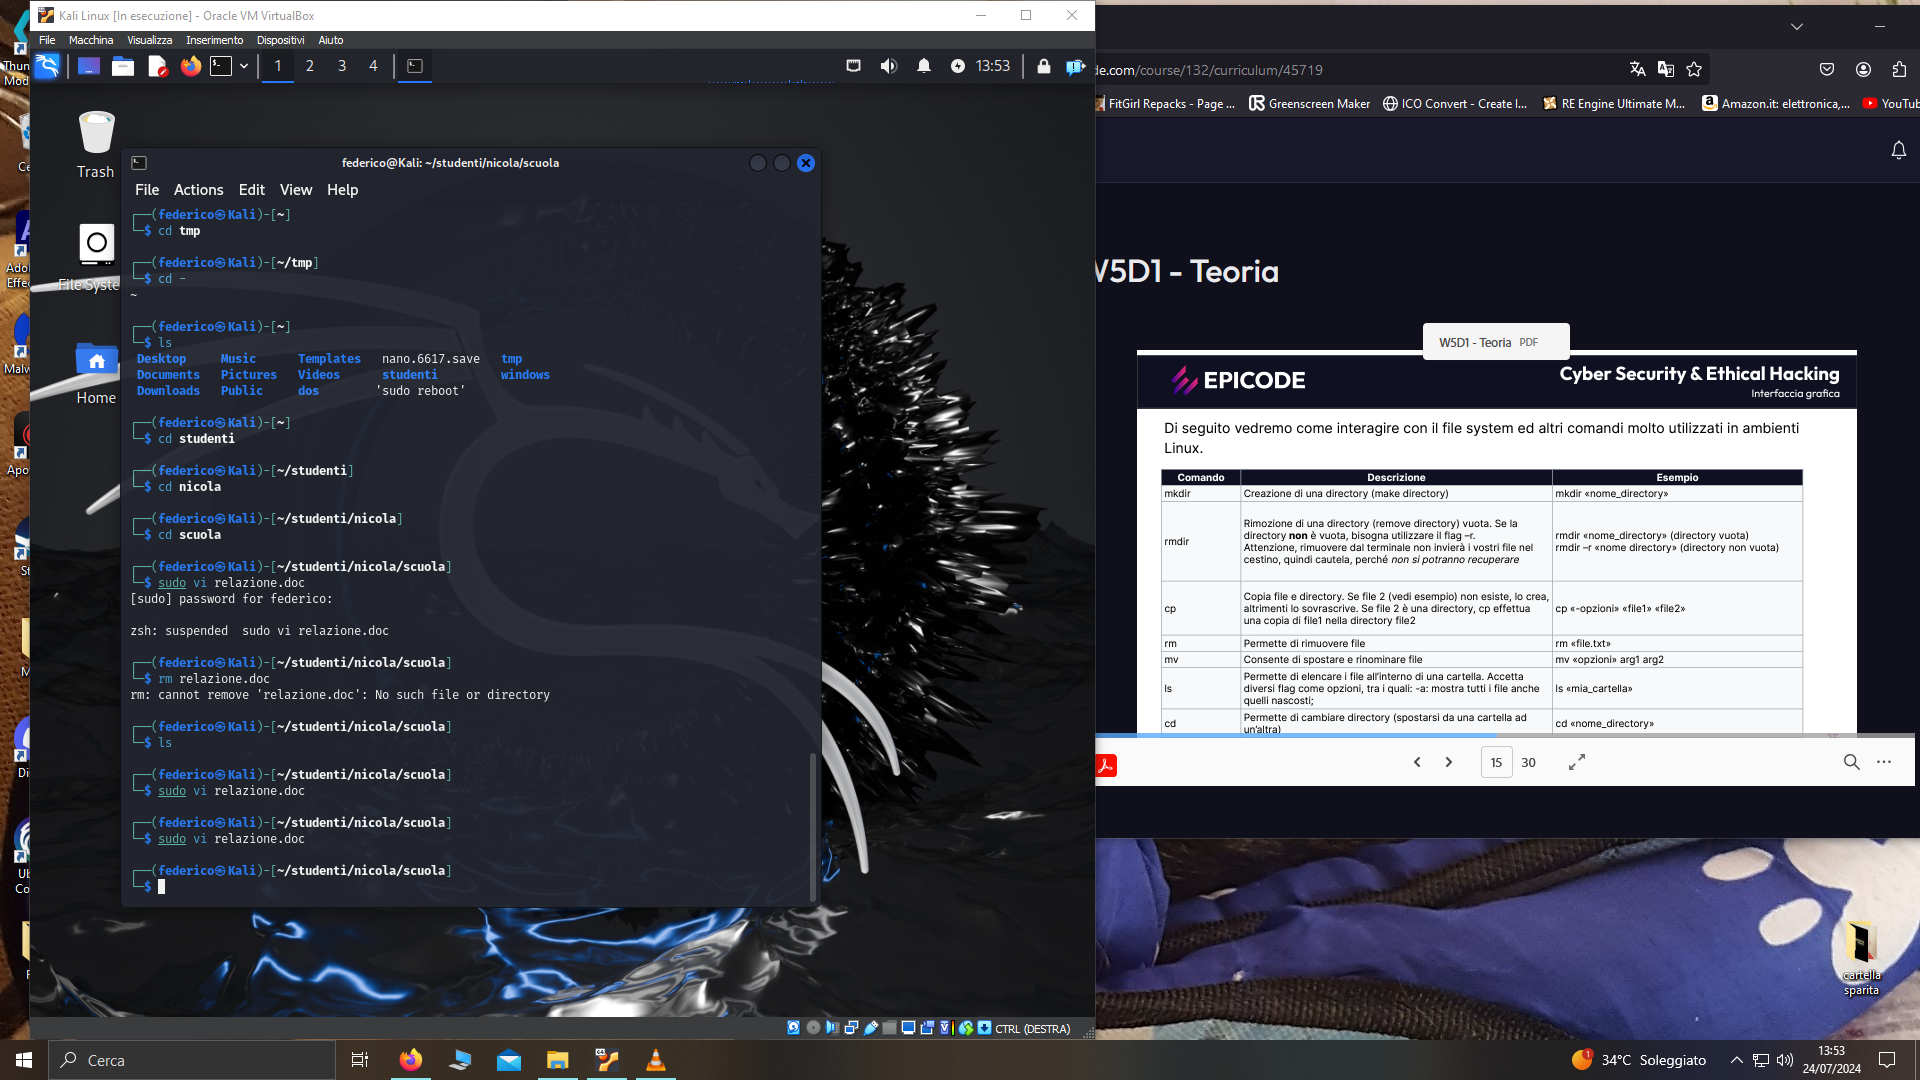 Kali Linux [In esecuzione] - Oracle VM VirtualBox
File Macchina Visualizza Inserimento Dispositivi Aiuto
1 2 3 4
13:53
Trash
File Syste
Home
federico@Kali: ~/studenti/nicola/scuola
File Actions Edit View Help
┌──(federico㉿Kali)-[~]
└─$ cd tmp
┌──(federico㉿Kali)-[~/tmp]
└─$ cd -
~
┌──(federico㉿Kali)-[~]
└─$ ls
Desktop Music Templates nano.6617.save tmp
Documents Pictures Videos studenti windows
Downloads Public dos 'sudo reboot'
┌──(federico㉿Kali)-[~]
└─$ cd studenti
┌──(federico㉿Kali)-[~/studenti]
└─$ cd nicola
┌──(federico㉿Kali)-[~/studenti/nicola]
└─$ cd scuola
┌──(federico㉿Kali)-[~/studenti/nicola/scuola]
└─$ sudo vi relazione.doc
[sudo] password for federico:
zsh: suspended sudo vi relazione.doc
┌──(federico㉿Kali)-[~/studenti/nicola/scuola]
└─$ rm relazione.doc
rm: cannot remove 'relazione.doc': No such file or directory
┌──(federico㉿Kali)-[~/studenti/nicola/scuola]
└─$ ls
┌──(federico㉿Kali)-[~/studenti/nicola/scuola]
└─$ sudo vi relazione.doc
┌──(federico㉿Kali)-[~/studenti/nicola/scuola]
└─$ sudo vi relazione.doc
┌──(federico㉿Kali)-[~/studenti/nicola/scuola]
└─$
CTRL (DESTRA)
de.com/course/132/curriculum/45719
FitGirl Repacks - Page ... Greenscreen Maker ICO Convert - Create I... RE Engine Ultimate M... Amazon.it: elettronica,... YouTub
W5D1 - Teoria
W5D1 - Teoria PDF
EPICODE
Cyber Security & Ethical Hacking
Interfaccia grafica
Di seguito vedremo come interagire con il file system ed altri comandi molto utilizzati in ambienti
Linux.
Comando Descrizione Esempio
mkdir Creazione di una directory (make directory) mkdir «nome_directory»
rmdir Rimozione di una directory (remove directory) vuota. Se la
directory non è vuota, bisogna utilizzare il flag –r.
Attenzione, rimuovere dal terminale non invierà i vostri file nel
cestino, quindi cautela, perché non si potranno recuperare
rmdir «nome_directory» (directory vuota)
rmdir –r «nome directory» (directory non vuota)
cp Copia file e directory. Se file 2 (vedi esempio) non esiste, lo crea,
altrimenti lo sovrascrive. Se file 2 è una directory, cp effettua
una copia di file1 nella directory file2
cp «-opzioni» «file1» «file2»
rm Permette di rimuovere file rm «file.txt»
mv Consente di spostare e rinominare file mv «opzioni» arg1 arg2
ls Permette di elencare i file all'interno di una cartella. Accetta
diversi flag come opzioni, tra i quali: -a: mostra tutti i file anche
quelli nascosti;
ls «mia_cartella»
cd Permette di cambiare directory (spostarsi da una cartella ad
un'altra)
cd «nome_directory»
15 30
cartella
sparita
Cerca
34°C Soleggiato
13:53
24/07/2024